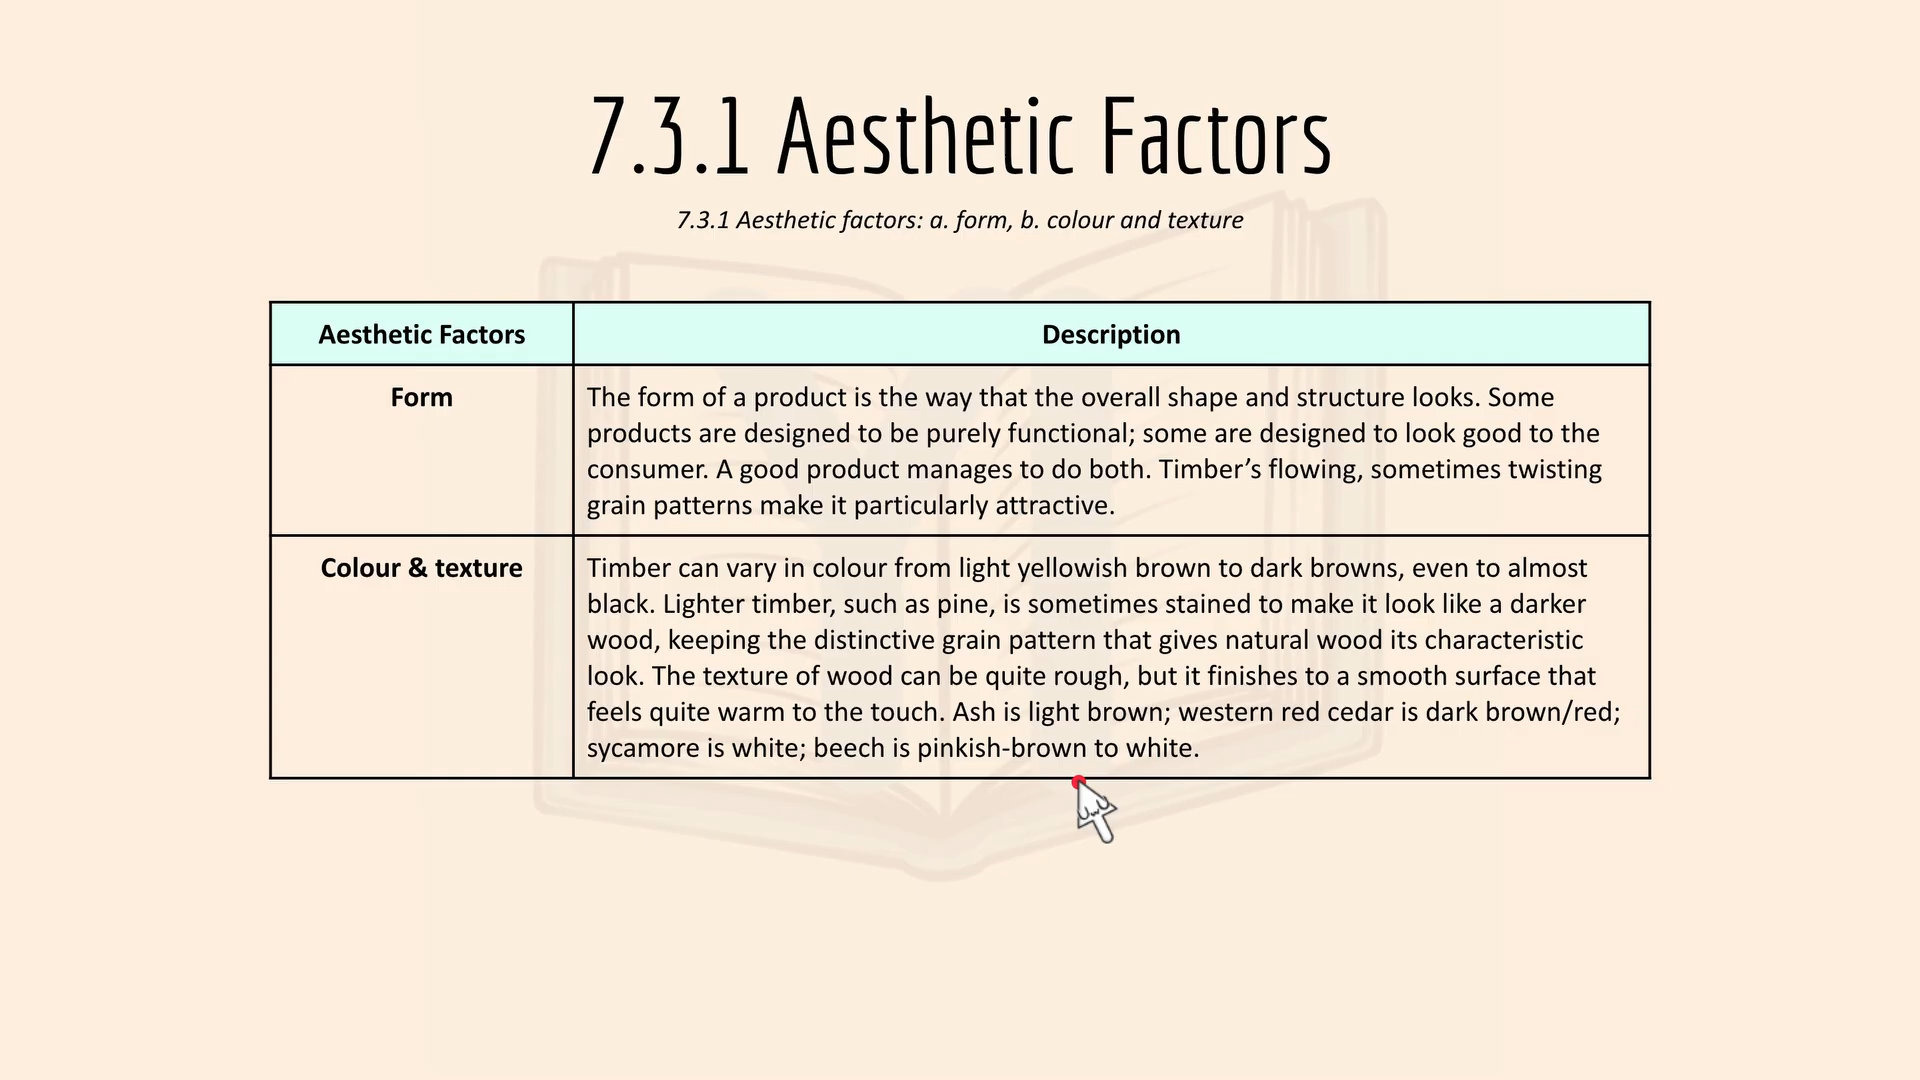 7.3.1 Aesthetic Factors
7.3.1 Aesthetic factors: a. form, b. colour and texture
Aesthetic Factors
Description
Form
The form of a product is the way that the overall shape and structure looks. Some
products are designed to be purely functional; some are designed to look good to the
consumer. A good product manages to do both. Timber’s flowing, sometimes twisting
grain patterns make it particularly attractive.
Colour & texture
Timber can vary in colour from light yellowish brown to dark browns, even to almost
black. Lighter timber, such as pine, is sometimes stained to make it look like a darker
wood, keeping the distinctive grain pattern that gives natural wood its characteristic
look. The texture of wood can be quite rough, but it finishes to a smooth surface that
feels quite warm to the touch. Ash is light brown; western red cedar is dark brown/red;
sycamore is white; beech is pinkish-brown to white.